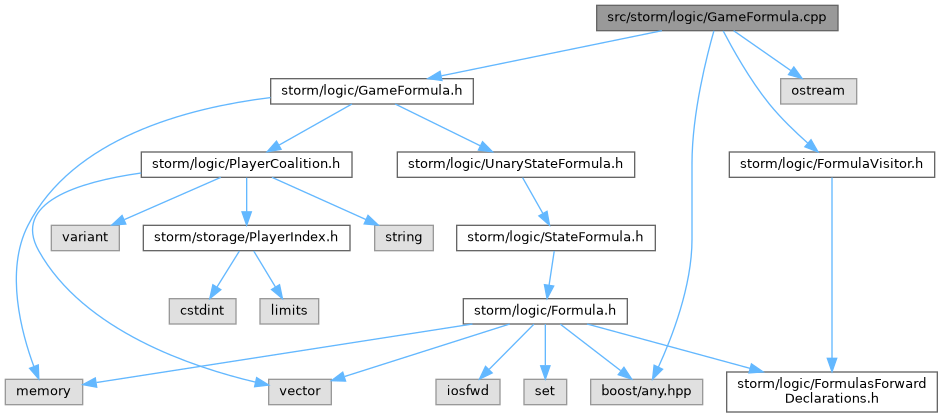 src/storm/logic/GameFormula.cpp
storm/logic/GameFormula.h
ostream
storm/logic/PlayerCoalition.h
storm/logic/UnaryStateFormula.h
storm/logic/FormulaVisitor.h
variant
storm/storage/PlayerIndex.h
string
storm/logic/StateFormula.h
cstdint
limits
storm/logic/Formula.h
memory
vector
iosfwd
set
boost/any.hpp
storm/logic/FormulasForward
Declarations.h